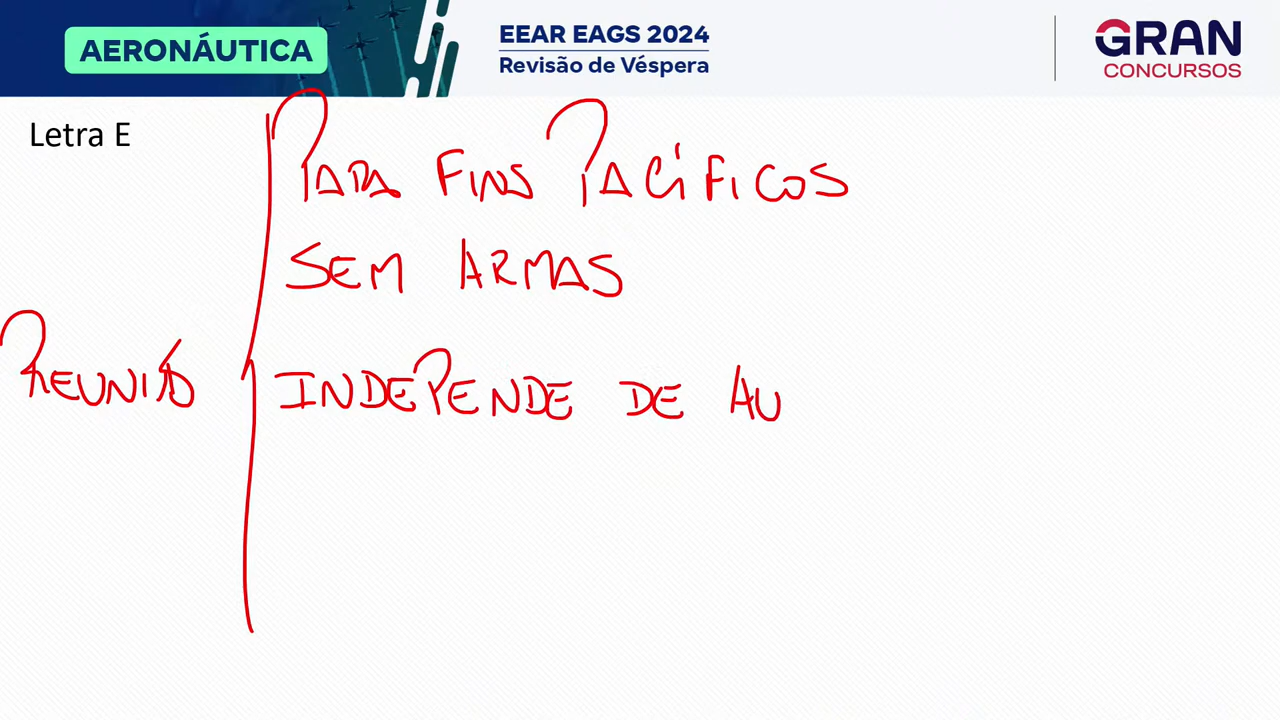 AERONÁUTICA
EEAR EAGS 2024
Revisão de Véspera
GRAN
CONCURSOS
Letra E
PARA FINS PACÍFICOS
SEM ARMAS
REUNIÃO
INDEPENDE DE AU